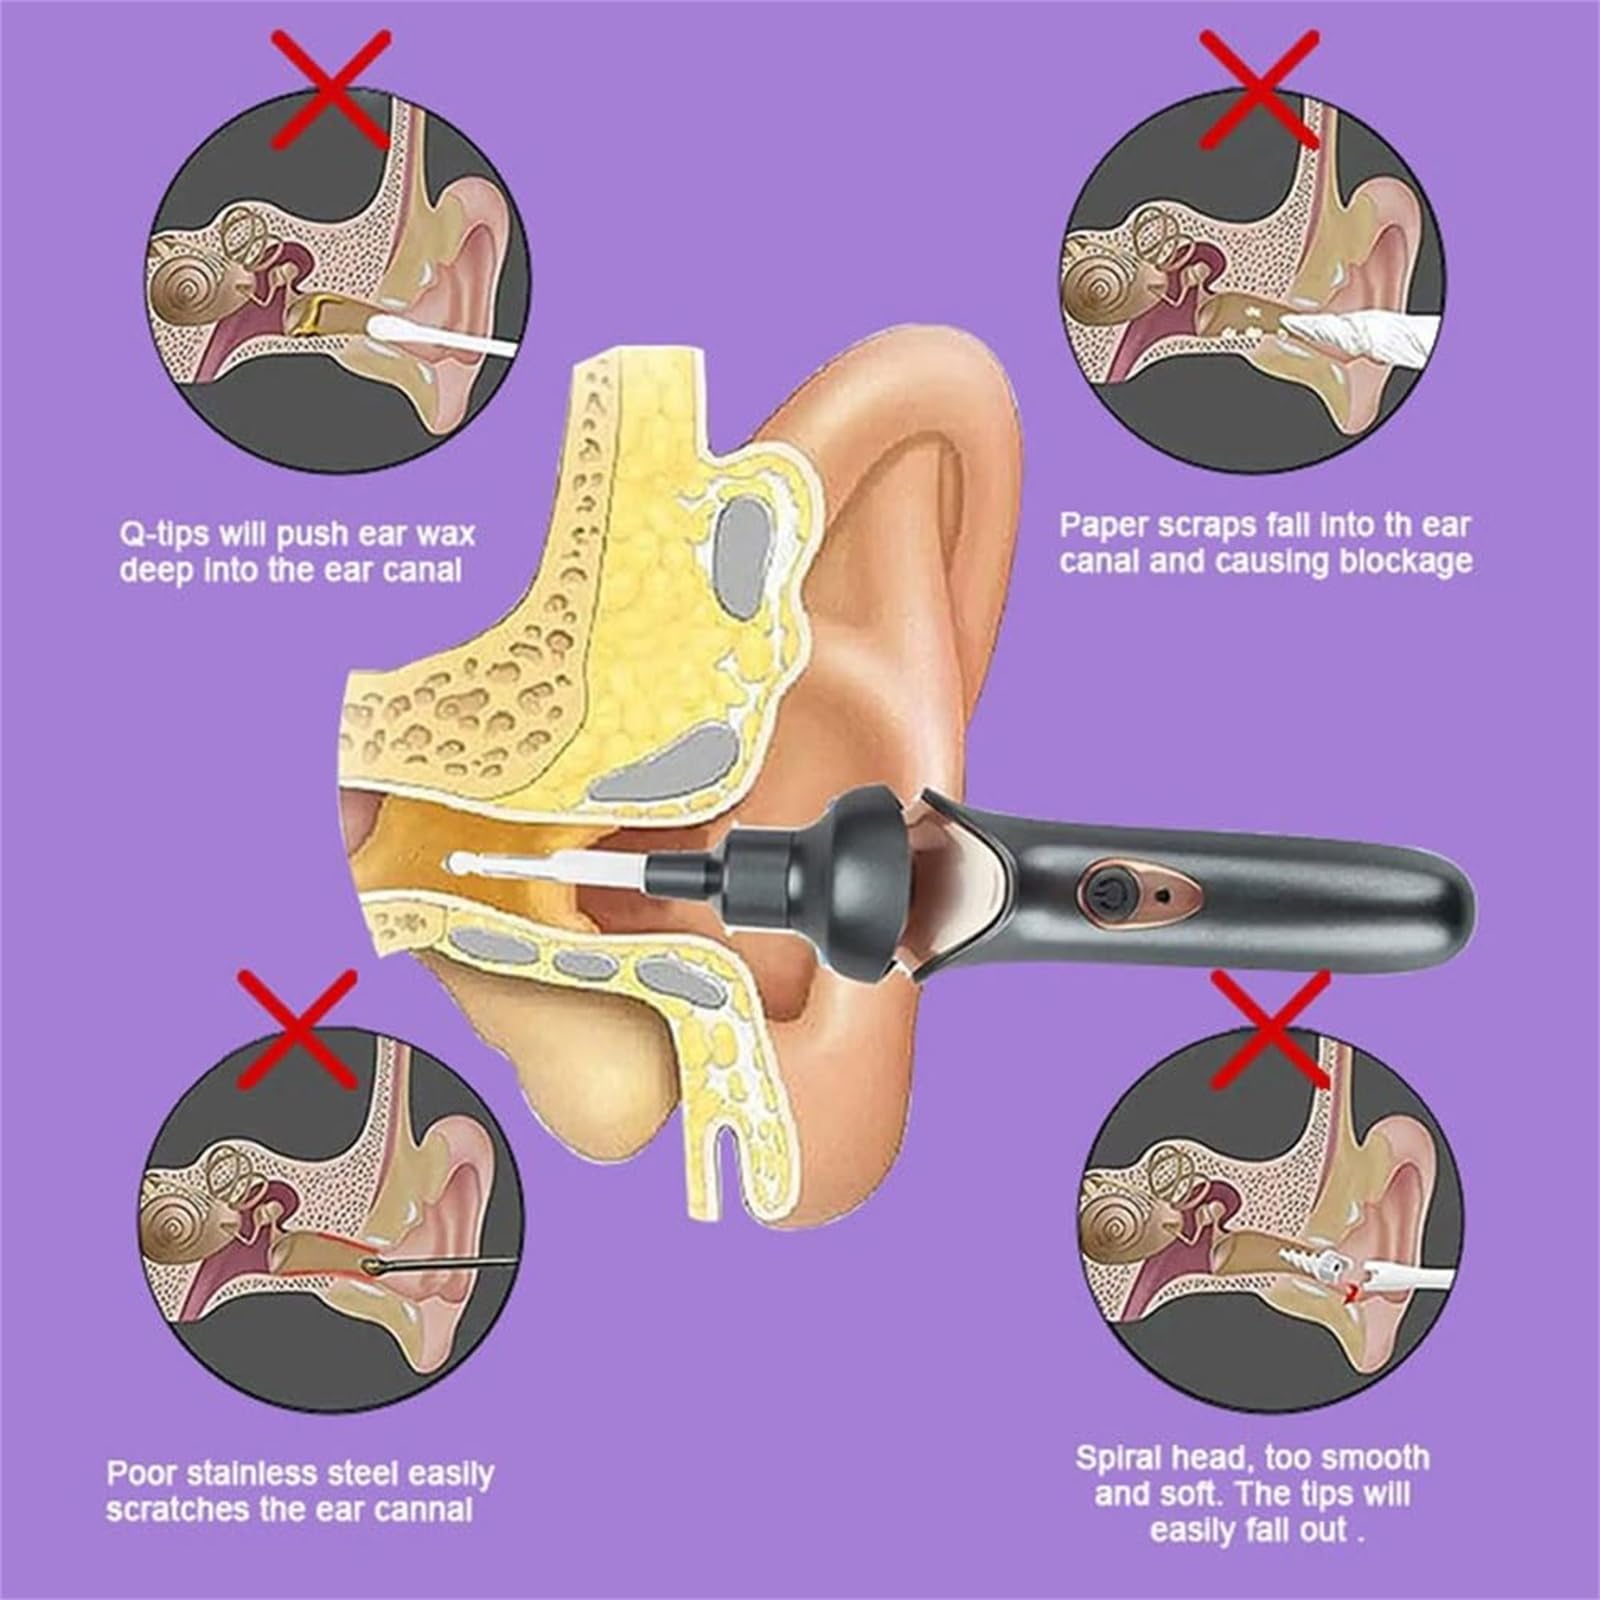 Q-tips will push ear wax
deep into the ear canal
Paper scraps fall into th ear
canal and causing blockage
Poor stainless steel easily
scratches the ear cannal
Spiral head, too smooth
and soft. The tips will
easily fall out .